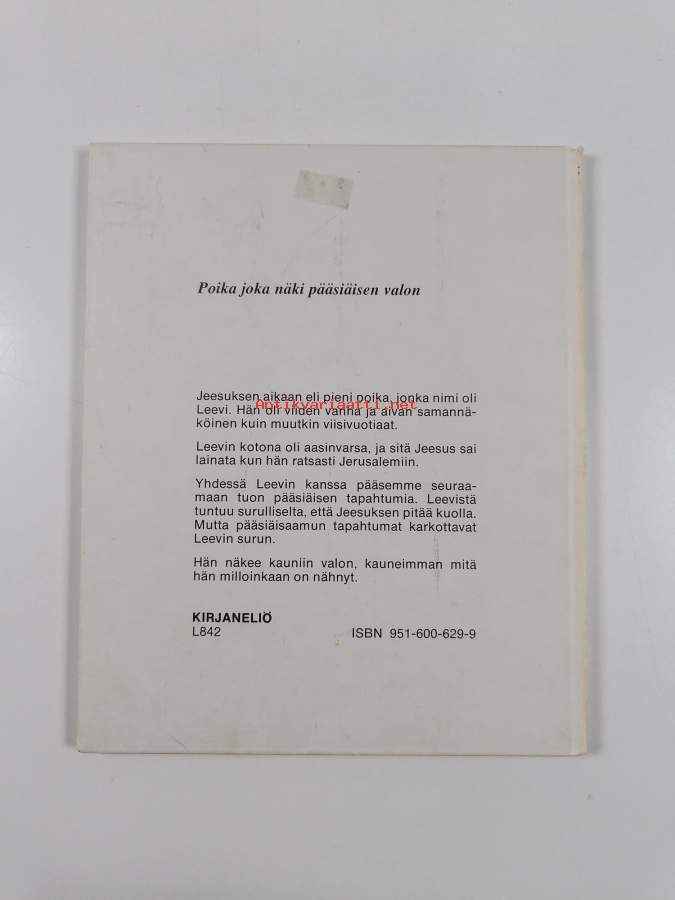 Poika joka näki pääsiäisen valon
Jeesuksen aikaan eli pieni poika, jonka nimi oli
Antikvariaatti.net
Leevi. Hän oli viiden vanha ja aivan samannä-
köinen kuin muutkin viisivuotiaat.
Leevin kotona oli aasinvarsa, ja sitä Jeesus sai
lainata kun hän ratsasti Jerusalemiin.
Yhdessä Leevin kanssa pääsemme seuraa-
maan tuon pääsiäisen tapahtumia. Leevistä
tuntuu surulliselta, että Jeesuksen pitää kuolla.
Mutta pääsiäisaamun tapahtumat karkottavat
Leevin surun.
Hän näkee kauniin valon, kauneimman mitä
hän milloinkaan on nähnyt.
KIRJANELIÖ
L842 ISBN 951-600-629-9